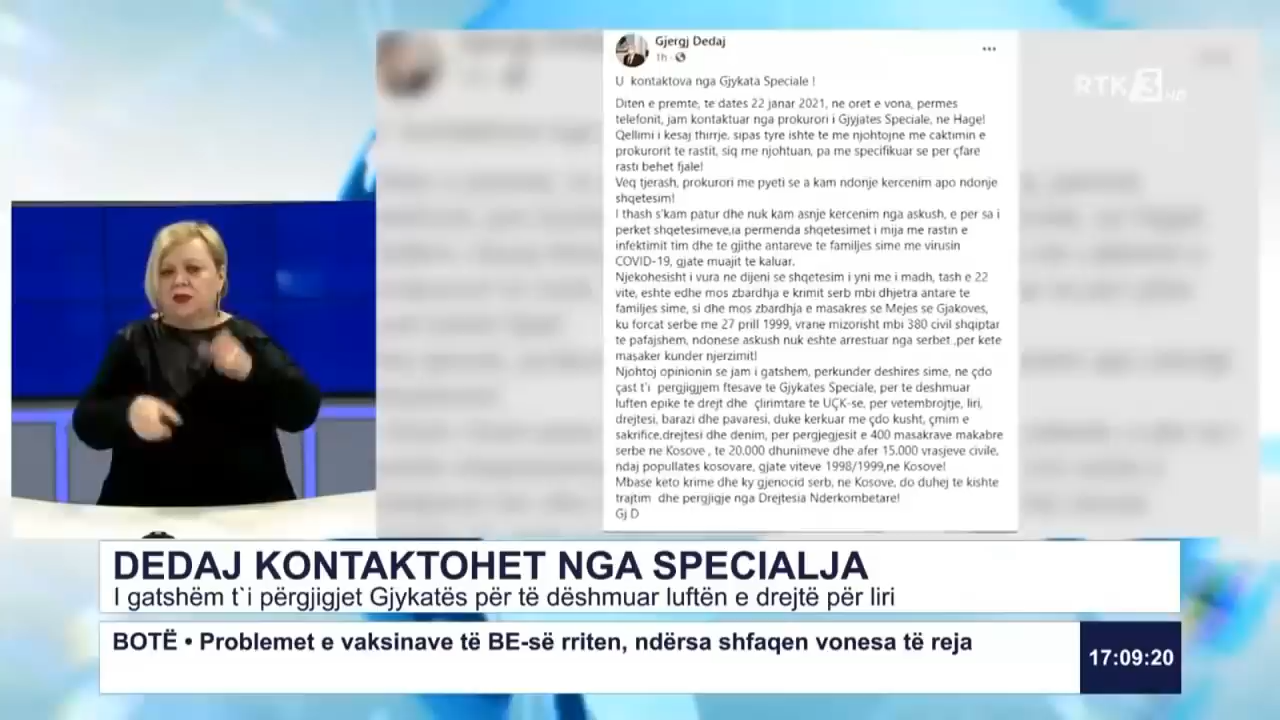 Gjergj Dedaj
1h
U kontaktova nga Gjykata Speciale !
Diten e premte, te dates 22 janar 2021, ne oret e vona, permes
telefonit, jam kontaktuar nga prokurori i Gjyjates Speciale, ne Hage!
Qellimi i kesaj thirrje, sipas tyre ishte te me njohtojne me caktimin e
prokurorit te rastit, siq me njohtuan, pa me specifikuar se per çfare
rasti behet fjale!
Veq tjerash, prokurori me pyeti se a kam ndonje kercenim apo ndonje
shqetesim!
I thash s'kam patur dhe nuk kam asnje kercenim nga askush, e per sa i
perket shqetesimeve,ia permenda shqetesimet i mija me rastin e
infektimit tim dhe te gjithe antareve te familjes sime me virusin
COVID-19, gjate muajit te kaluar.
Njekohesisht i vura ne dijeni se shqetesim i yni me i madh, tash e 22
vite, eshte edhe mos zbardhja e krimit serb mbi dhjetra antare te
familjes sime, si dhe mos zbardhja e masakres se Mejes se Gjakoves,
ku forcat serbe me 27 prill 1999, vrane mizorisht mbi 380 civil shqiptar
te pafajshem, ndonese askush nuk eshte arrestuar nga serbet ,per kete
masaker kunder njerzimit!
Njohtoj opinionin se jam i gatshem, perkunder deshires sime, ne çdo
çast t'i pergjigjjem ftesave te Gjykates Speciale, per te deshmuar
luften epike te drejt dhe çlirimtare te UÇK-se, per vetembrojtje, liri,
drejtesi, barazi dhe pavaresi, duke kerkuar me çdo kusht, çmim e
sakrifice,drejtesi dhe denim, per pergjegjesit e 400 masakrave makabre
serbe ne Kosove , te 20.000 dhunimeve dhe afer 15.000 vrasjeve civile,
ndaj popullates kosovare, gjate viteve 1998/1999,ne Kosove!
Mbase keto krime dhe ky gjenocid serb, ne Kosove, do duhej te kishte
trajtim dhe pergjigje nga Drejtesia Nderkombetare!
Gj D
RTK 3 HD
DEDAJ KONTAKTOHET NGA SPECIALJA
I gatshëm t`i përgjigjet Gjykatës për të dëshmuar luftën e drejtë për liri
BOTË • Problemet e vaksinave të BE-së rriten, ndërsa shfaqen vonesa të reja
17:09:20